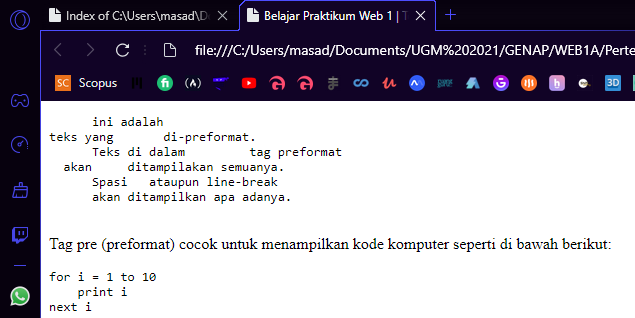 Index of C:\Users\masad\D
Belajar Praktikum Web 1 | T
file:///C:/Users/masad/Documents/UGM%202021/GENAP/WEB1A/Perte
SC Scopus
ini adalah
teks yang di-preformat.
Teks di dalam tag preformat
akan ditampilakan semuanya.
Spasi ataupun line-break
akan ditampilkan apa adanya.
Tag pre (preformat) cocok untuk menampilkan kode komputer seperti di bawah berikut:
for i = 1 to 10
print i
next i